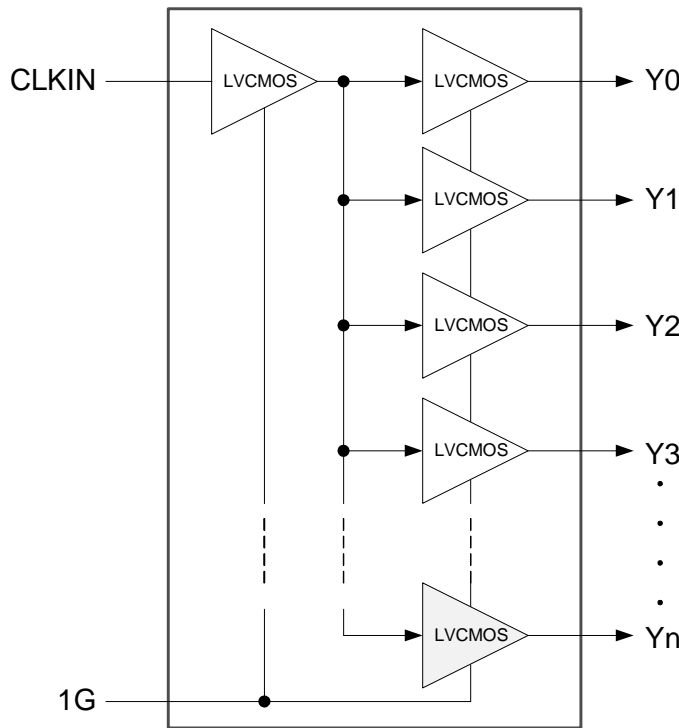 CLKIN
LVCMOS
LVCMOS
Y0
LVCMOS
Y1
LVCMOS
Y2
LVCMOS
Y3
LVCMOS
Yn
1G